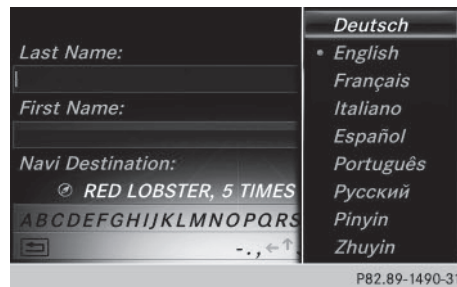 Last Name:
First Name:
Navi Destination:
RED LOBSTER, 5 TIMES
ABCDEFGHIJKLMNOPQRS
-.,←↑
Deutsch
• English
Français
Italiano
Español
Português
Русский
Pinyin
Zhuyin
P82.89-1490-31